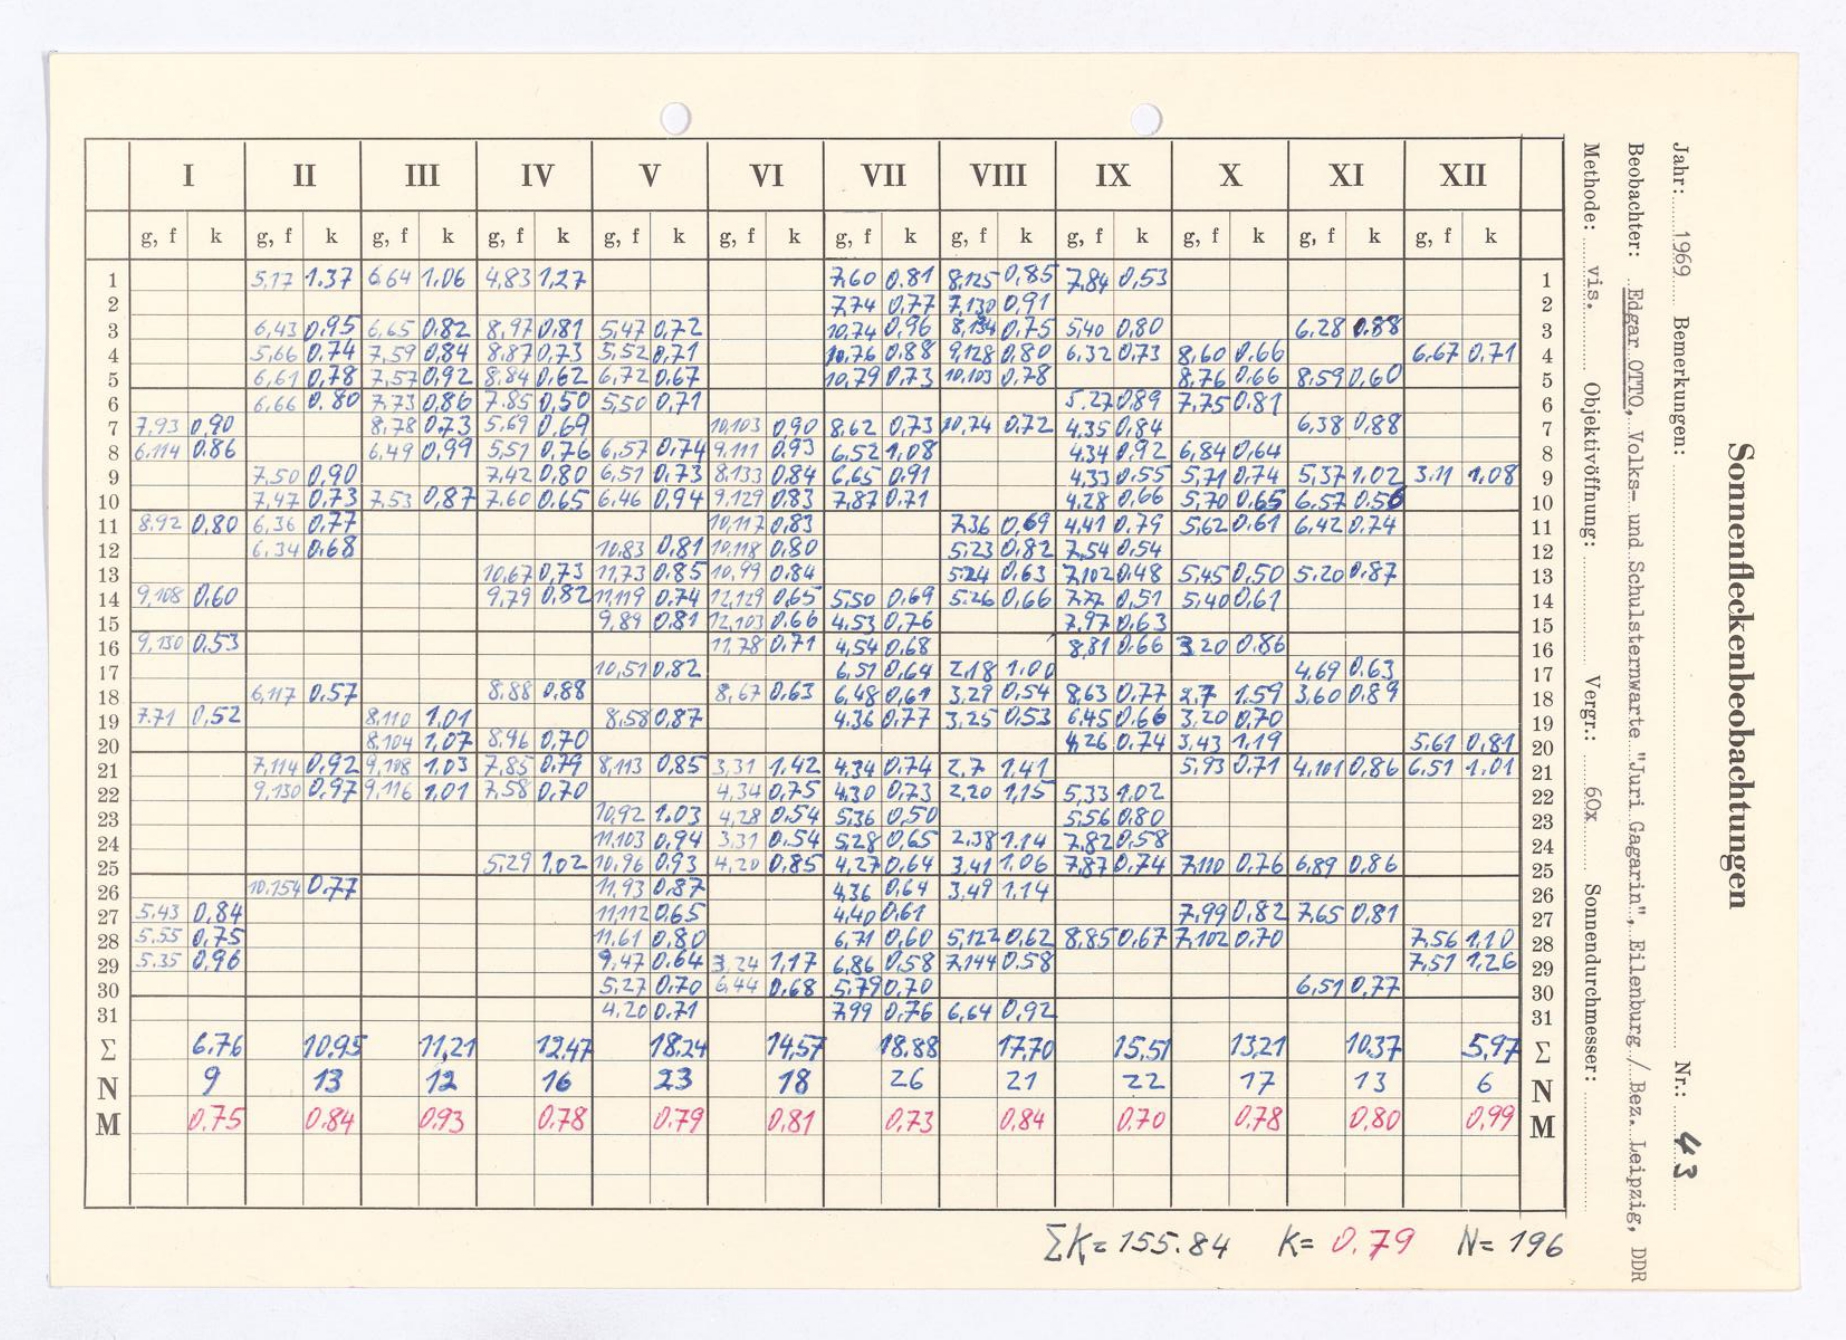 Sonnenfleckenbeobachtungen
Jahr: 1969 Bemerkungen: Nr.: 43
Beobachter: Edgar OTTO, Volks- und Schulsternwarte "Juri Gagarin", Eilenburg / Bez. Leipzig, DDR
Methode: vis. Objektivöffnung: Vergr.: 60x Sonnendurchmesser:
I II III IV V VI VII VIII IX X XI XII
g, f k g, f k g, f k g, f k g, f k g, f k g, f k g, f k g, f k g, f k g, f k g, f k
1 5,17 1,37 6,64 1,06 4,83 1,27 7,60 0,81 8,125 0,85 7,84 0,53 1
2 7,74 0,77 7,130 0,91 2
3 6,43 0,95 6,65 0,82 8,97 0,81 5,47 0,72 10,74 0,96 8,134 0,75 5,40 0,80 6,28 0,88 3
4 5,66 0,74 7,59 0,84 8,87 0,73 5,52 0,71 10,76 0,88 9,128 0,80 6,32 0,73 8,60 0,66 6,67 0,71 4
5 6,61 0,78 7,57 0,92 8,84 0,62 6,72 0,67 10,79 0,73 10,103 0,78 8,76 0,66 8,59 0,60 5
6 6,66 0,80 7,73 0,86 7,85 0,50 5,50 0,71 5,27 0,89 7,75 0,81 6
7 7,93 0,90 8,78 0,73 5,69 0,69 10,103 0,90 8,62 0,73 10,74 0,72 4,35 0,84 6,38 0,88 7
8 6,114 0,86 6,49 0,99 5,51 0,76 6,57 0,74 9,111 0,93 6,52 1,08 4,34 0,92 6,84 0,64 8
9 7,50 0,90 7,42 0,80 6,51 0,73 8,133 0,84 6,65 0,91 4,33 0,55 5,71 0,74 5,37 1,02 3,11 1,08 9
10 7,47 0,73 7,53 0,87 7,60 0,65 6,46 0,94 9,129 0,83 7,87 0,71 4,28 0,66 5,70 0,65 6,57 0,56 10
11 8,92 0,80 6,36 0,77 10,117 0,83 7,36 0,69 4,41 0,79 5,62 0,61 6,42 0,74 11
12 6,34 0,68 10,83 0,81 10,118 0,80 5,23 0,82 7,54 0,54 12
13 10,67 0,73 11,73 0,85 10,99 0,84 5,24 0,63 7,102 0,48 5,45 0,50 5,20 0,87 13
14 9,108 0,60 9,79 0,82 11,119 0,74 12,129 0,65 5,50 0,69 5,26 0,66 7,77 0,51 5,40 0,61 14
15 9,89 0,81 12,103 0,66 4,53 0,76 7,97 0,63 15
16 9,130 0,53 11,78 0,71 4,54 0,68 8,81 0,66 3,20 0,86 16
17 10,51 0,82 6,51 0,64 2,18 1,00 4,69 0,63 17
18 6,117 0,57 8,88 0,88 8,67 0,63 6,48 0,61 3,29 0,54 8,63 0,77 2,7 1,59 3,60 0,89 18
19 7,71 0,52 8,110 1,01 8,58 0,87 4,36 0,77 3,25 0,53 6,45 0,66 3,20 0,70 19
20 8,104 1,07 8,96 0,70 4,26 0,74 3,43 1,19 5,61 0,81 20
21 7,114 0,92 9,108 1,03 7,85 0,79 8,113 0,85 3,31 1,42 4,34 0,74 2,7 1,41 5,93 0,71 4,101 0,86 6,51 1,01 21
22 9,130 0,97 9,116 1,01 7,58 0,70 4,34 0,75 4,30 0,73 2,20 1,15 5,33 1,02 22
23 10,92 1,03 4,28 0,54 5,36 0,50 5,56 0,80 23
24 11,103 0,94 3,31 0,54 5,28 0,65 2,38 1,14 7,82 0,58 24
25 5,29 1,02 10,96 0,93 4,20 0,85 4,27 0,64 3,41 1,06 7,87 0,74 7,110 0,76 6,89 0,86 25
26 10,154 0,77 11,93 0,87 4,36 0,64 3,49 1,14 26
27 5,43 0,84 11,112 0,65 4,40 0,61 7,99 0,82 7,65 0,81 27
28 5,55 0,75 11,61 0,80 6,71 0,60 5,122 0,62 8,85 0,67 7,102 0,70 7,56 1,10 28
29 5,35 0,96 9,47 0,64 3,24 1,17 6,86 0,58 7,144 0,58 7,51 1,26 29
30 5,27 0,70 6,44 0,68 5,79 0,70 6,51 0,77 30
31 4,20 0,71 7,99 0,76 6,64 0,92 31
Σ 6,76 10,95 11,21 12,47 18,24 14,57 18,88 17,70 15,51 13,21 10,37 5,97 Σ
N 9 13 12 16 23 18 26 21 22 17 13 6 N
M 0,75 0,84 0,93 0,78 0,79 0,81 0,73 0,84 0,70 0,78 0,80 0,99 M
ΣK= 155.84 K= 0.79 N= 196